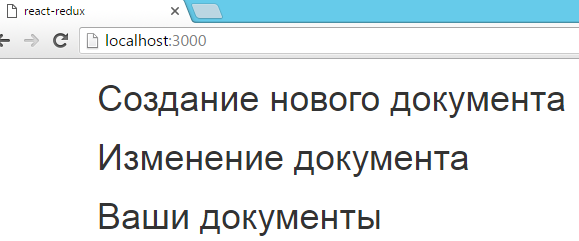 react-redux
localhost:3000
Создание нового документа
Изменение документа
Ваши документы